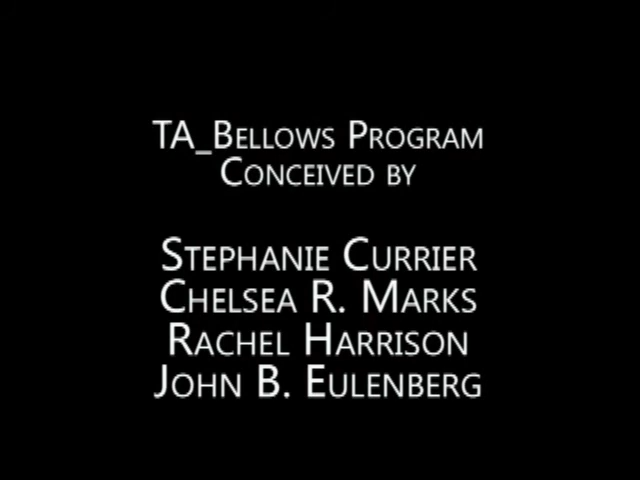 TA_Bellows Program
Conceived by
Stephanie Currier
Chelsea R. Marks
Rachel Harrison
John B. Eulenberg